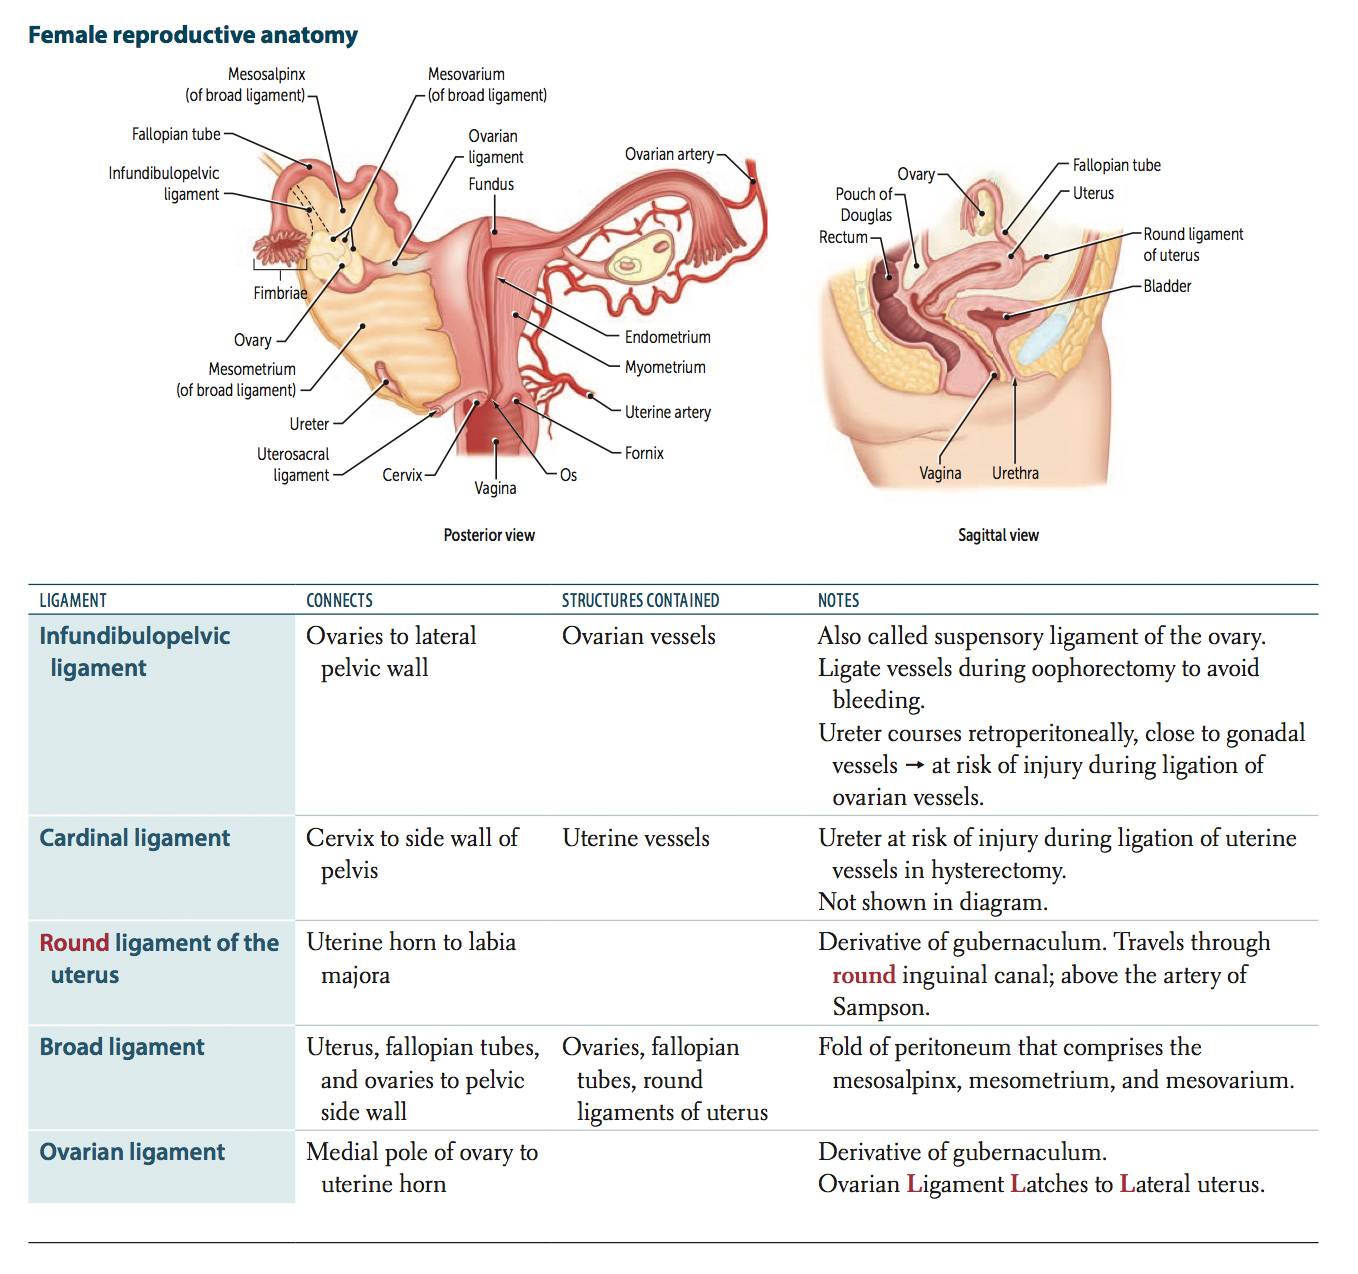 Female reproductive anatomy
Mesosalpinx
(of broad ligament)
Mesovarium
(of broad ligament)
Fallopian tube
Ovarian
ligament
Infundibulopelvic
ligament
Fundus
Ovarian artery
Fimbriae
Ovary
Endometrium
Mesometrium
(of broad ligament)
Myometrium
Ureter
Uterine artery
Uterosacral
ligament
Cervix
Vagina
Os
Fornix
Posterior view
Ovary
Fallopian tube
Pouch of
Douglas
Uterus
Rectum
Round ligament
of uterus
Bladder
Vagina
Urethra
Sagittal view
LIGAMENT
CONNECTS
STRUCTURES CONTAINED
NOTES
Infundibulopelvic
ligament
Ovaries to lateral
pelvic wall
Ovarian vessels
Also called suspensory ligament of the ovary.
Ligate vessels during oophorectomy to avoid
bleeding.
Ureter courses retroperitoneally, close to gonadal
vessels → at risk of injury during ligation of
ovarian vessels.
Cardinal ligament
Cervix to side wall of
pelvis
Uterine vessels
Ureter at risk of injury during ligation of uterine
vessels in hysterectomy.
Not shown in diagram.
Round ligament of the
uterus
Uterine horn to labia
majora
Derivative of gubernaculum. Travels through
round inguinal canal; above the artery of
Sampson.
Broad ligament
Uterus, fallopian tubes,
and ovaries to pelvic
side wall
Ovaries, fallopian
tubes, round
ligaments of uterus
Fold of peritoneum that comprises the
mesosalpinx, mesometrium, and mesovarium.
Ovarian ligament
Medial pole of ovary to
uterine horn
Derivative of gubernaculum.
Ovarian Ligament Latches to Lateral uterus.